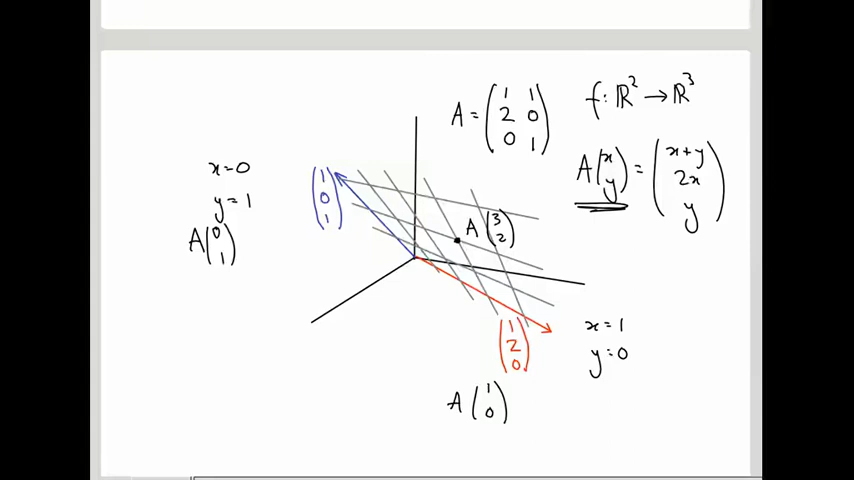 A = (1 1
2 0
0 1)
f: ℝ² → ℝ³
A(x
y) = (x+y
2x
y)
x=0
y=1
A(0
1)
(1
0
1)
A(3
2)
(1
2
0)
x=1
y=0
A(1
0)